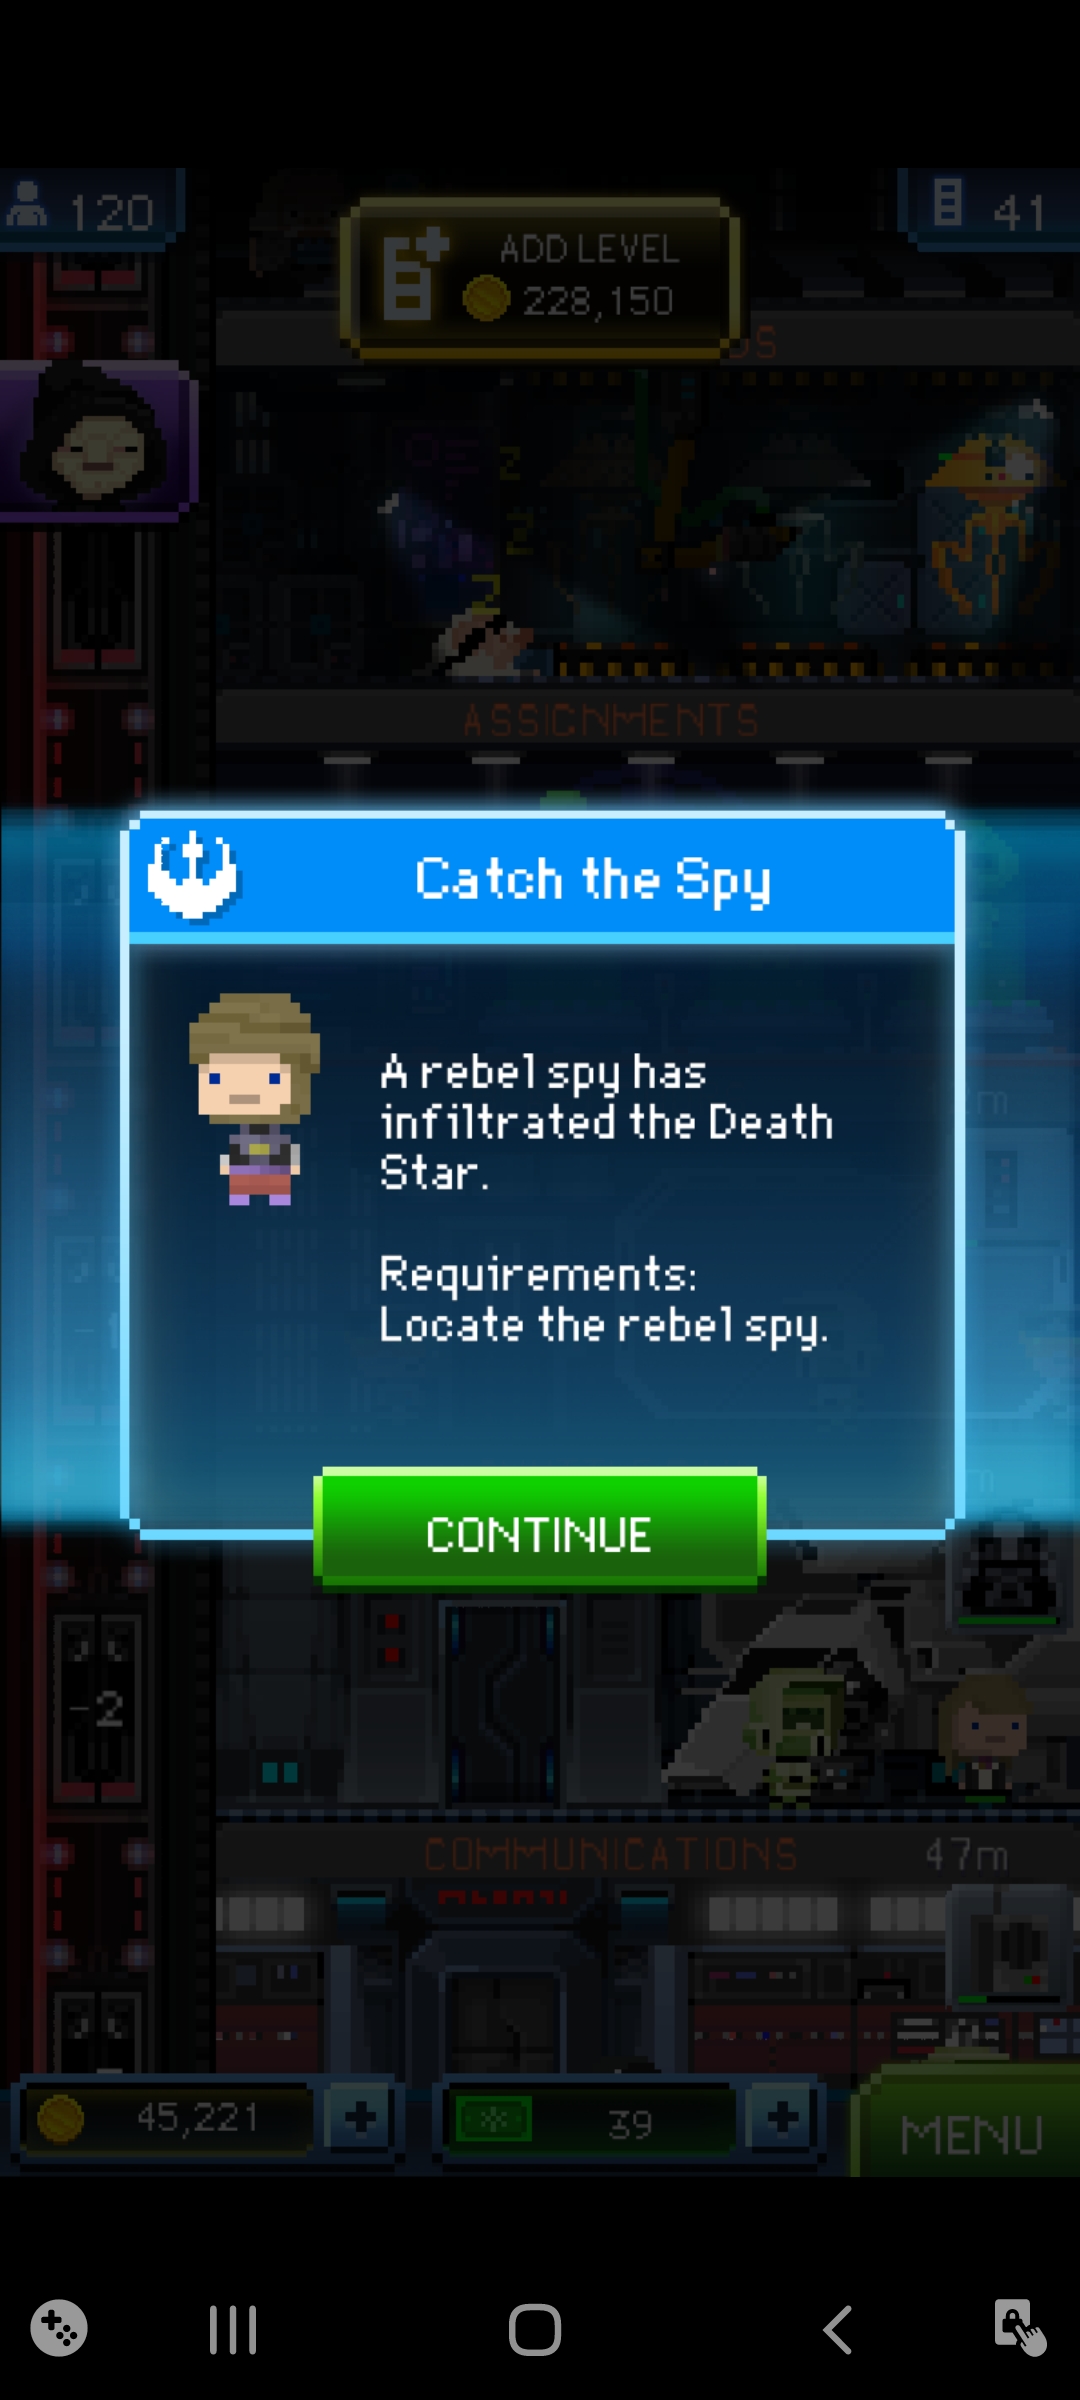 120
41
ADD LEVEL
228,150
DS
ASSIGNMENTS
Catch the Spy
A rebel spy has
infiltrated the Death
Star.
Requirements:
Locate the rebel spy.
CONTINUE
-2
COMMUNICATIONS
47m
45,221
39
MENU